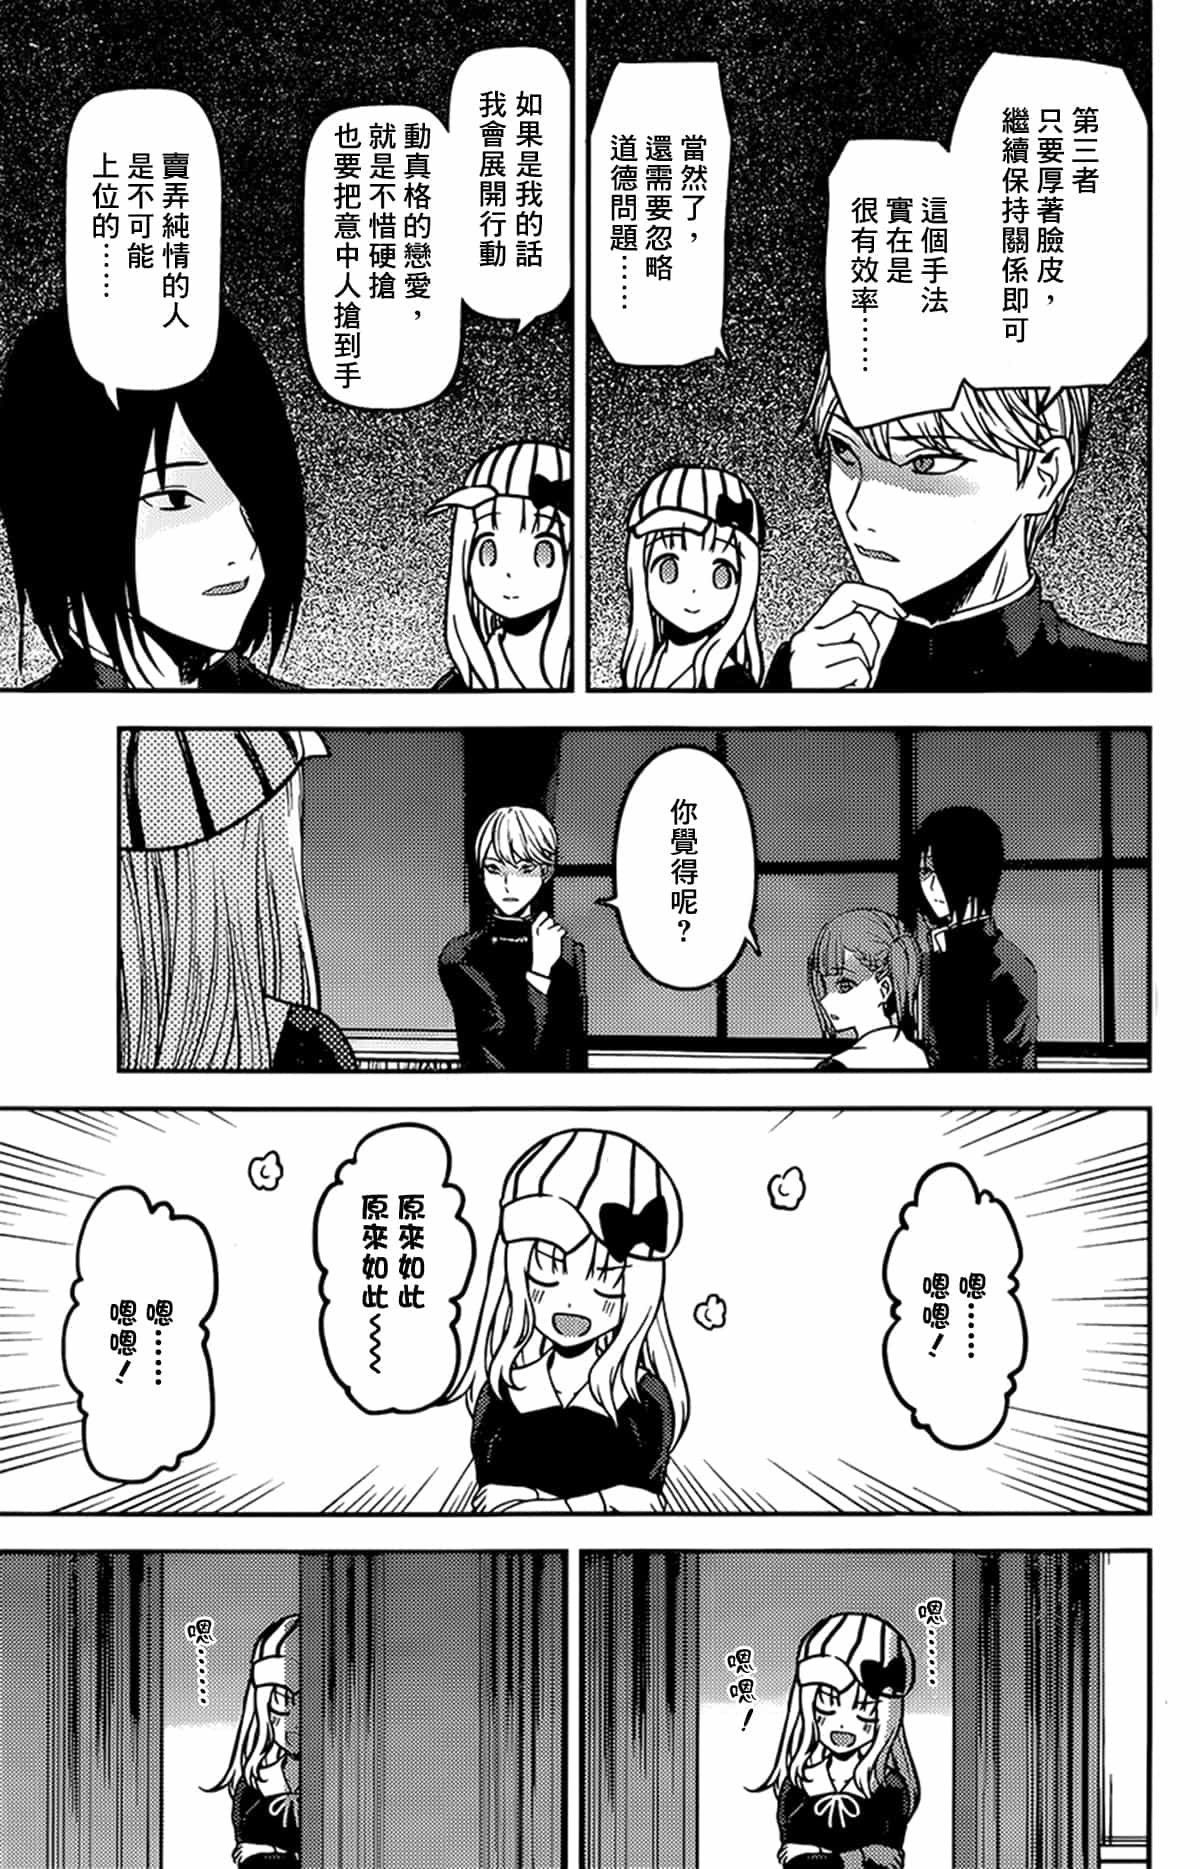 第三者
只要厚著臉皮，
繼續保持關係即可
這個手法
實在是
很有效率……
當然了，
還需要忽略
道德問題……
如果是我的話
我會展開行動
動真格的戀愛，
就是不惜硬搶
也要把意中人搶到手
賣弄純情的人
是不可能
上位的……
你覺得呢？
嗯……
嗯嗯！
原來如此
原來如此～～
嗯……
嗯嗯！
嗯……
嗯嗯！
嗯……